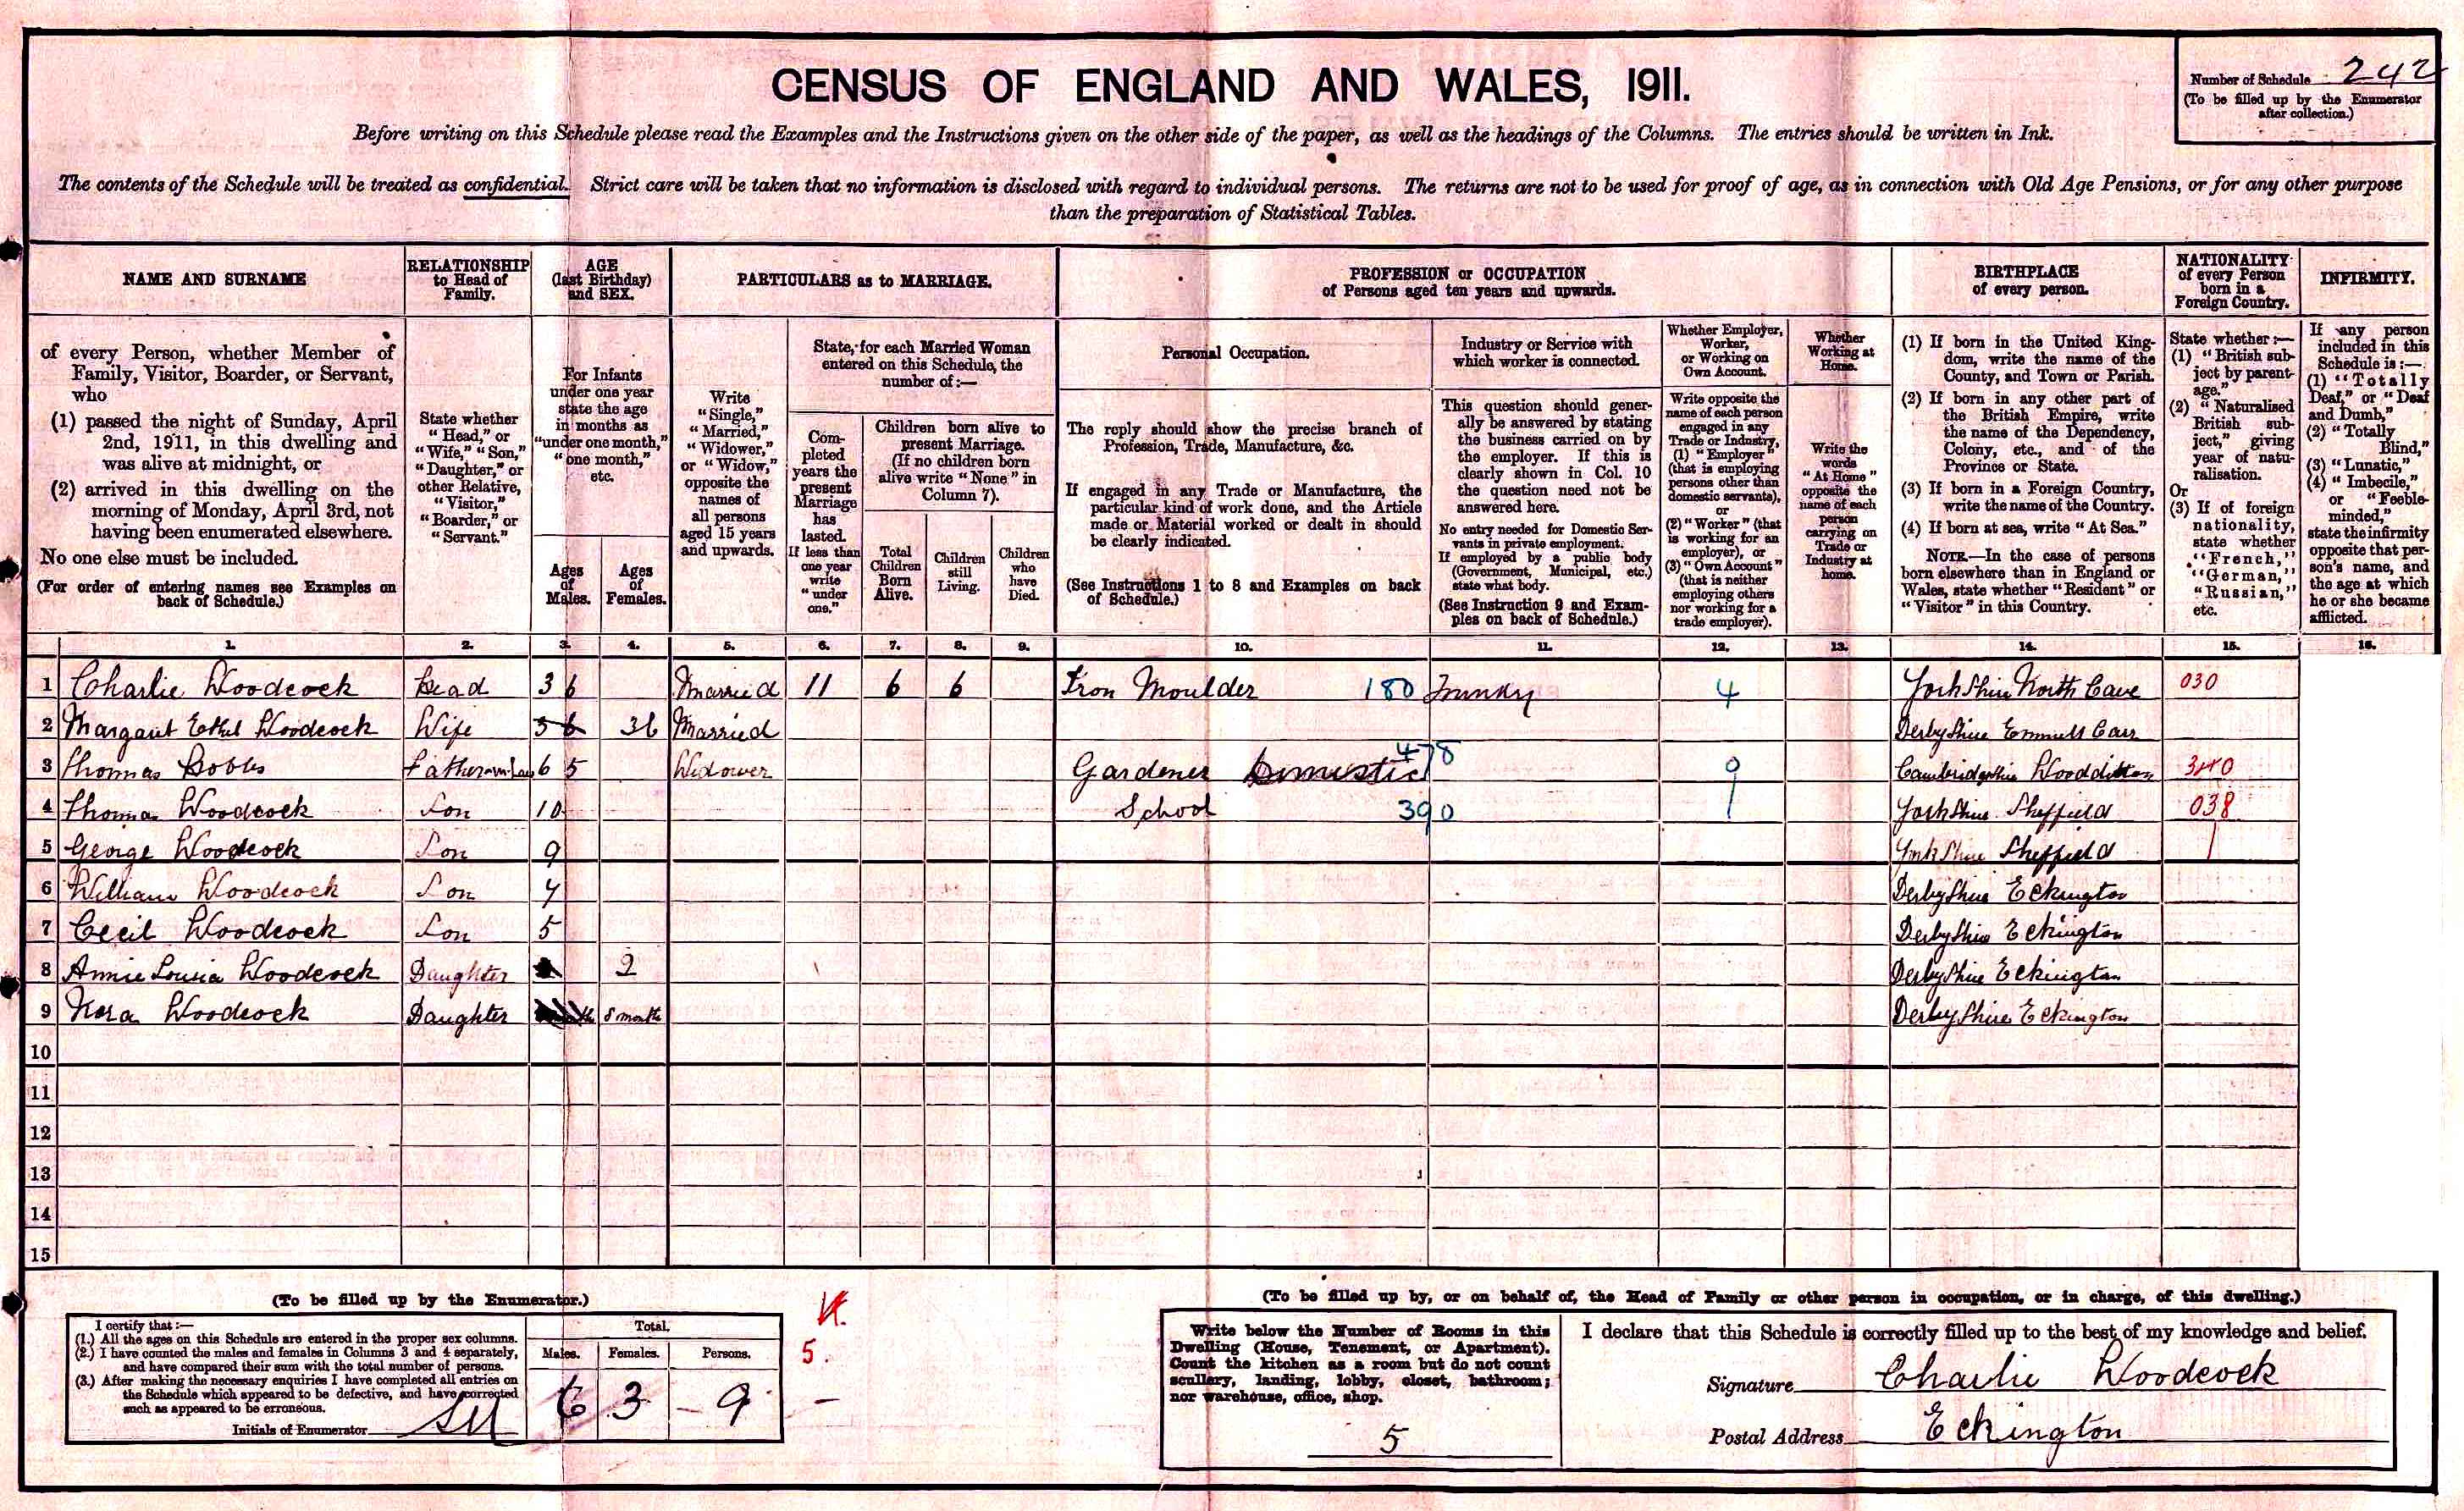 CENSUS OF ENGLAND AND WALES, 1911.
Number of Schedule 242
(To be filled up by the Enumerator after collection.)
Before writing on this Schedule please read the Examples and the Instructions given on the other side of the paper, as well as the headings of the Columns. The entries should be written in Ink.
The contents of the Schedule will be treated as confidential. Strict care will be taken that no information is disclosed with regard to individual persons. The returns are not to be used for proof of age, as in connection with Old Age Pensions, or for any other purpose
than the preparation of Statistical Tables.
NAME AND SURNAME
of every Person, whether Member of
Family, Visitor, Boarder, or Servant,
who
(1) passed the night of Sunday, April
2nd, 1911, in this dwelling and
was alive at midnight, or
(2) arrived in this dwelling on the
morning of Monday, April 3rd, not
having been enumerated elsewhere.
No one else must be included.
(For order of entering names see Examples on
back of Schedule.)
RELATIONSHIP
to Head of
Family.
State whether
"Head," or
"Wife," "Son,"
"Daughter," or
other Relative,
"Visitor,"
"Boarder," or
"Servant."
AGE
(last Birthday)
and SEX.
For Infants
under one year
state the age
in months as
"under one month,"
"one month,"
etc.
Ages
of
Males.
Ages
of
Females.
PARTICULARS as to MARRIAGE.
Write
"Single,"
"Married,"
"Widower,"
or "Widow,"
opposite the
names of
all persons
aged 15 years
and upwards.
State, for each Married Woman
entered on this Schedule, the
number of:—
Com-
pleted
years the
present
Marriage
has
lasted.
If less than
one year
write
"under
one."
Children born alive to
present Marriage.
(If no children born
alive write "None" in
Column 7).
Total
Children
Born
Alive.
Children
still
Living.
Children
who
have
Died.
PROFESSION or OCCUPATION
of Persons aged ten years and upwards.
Personal Occupation.
The reply should show the precise branch of
Profession, Trade, Manufacture, &c.
If engaged in any Trade or Manufacture, the
particular kind of work done, and the Article
made or Material worked or dealt in should
be clearly indicated.
(See Instructions 1 to 8 and Examples on back
of Schedule.)
Industry or Service with
which worker is connected.
This question should gener-
ally be answered by stating
the business carried on by
the employer. If this is
clearly shown in Col. 10
the question need not be
answered here.
No entry needed for Domestic Ser-
vants in private employment.
If employed by a public body
(Government, Municipal, etc.)
state what body.
(See Instruction 9 and Exam-
ples on back of Schedule.)
Whether Employer,
Worker,
or Working on
Own Account.
Write opposite the
name of each person
engaged in any
Trade or Industry,
(1) "Employer"
(that is employing
persons other than
domestic servants),
or
(2) "Worker" (that
is working for an
employer), or
(3) "Own Account"
(that is neither
employing others
nor working for a
trade employer).
Whether
Working at
Home.
Write the
words
"At Home"
opposite the
name of each
person
carrying on
Trade or
Industry at
home.
BIRTHPLACE
of every person.
(1) If born in the United King-
dom, write the name of the
County, and Town or Parish.
(2) If born in any other part of
the British Empire, write
the name of the Dependency,
Colony, etc., and of the
Province or State.
(3) If born in a Foreign Country,
write the name of the Country.
(4) If born at sea, write "At Sea."
NOTE.—In the case of persons
born elsewhere than in England or
Wales, state whether "Resident" or
"Visitor" in this Country.
NATIONALITY
of every Person
born in a
Foreign Country.
State whether:—
(1) "British sub-
ject by parent-
age."
(2) "Naturalised
British sub-
ject," giving
year of natu-
ralisation.
Or
(3) If of foreign
nationality,
state whether
"French,"
"German,"
"Russian,"
etc.
INFIRMITY.
If any person
included in this
Schedule is:—
(1) "Totally
Deaf," or "Deaf
and Dumb,"
(2) "Totally
Blind,"
(3) "Lunatic,"
(4) "Imbecile,"
or "Feeble-
minded,"
state the infirmity
opposite that per-
son's name, and
the age at which
he or she became
afflicted.
1. 2. 3. 4. 5. 6. 7. 8. 9. 10. 11. 12. 13. 14. 15. 16.
1 Charlie Woodcock Head 36 Married 11 6 6 Iron Moulder 180 4 Yorkshire North Cave 030
2 Margaret Ethel Woodcock Wife 36 36 Married Derbyshire
3 Thomas Father in Law 65 Widower Gardener Domestic 478 9 Cambridgeshire Woodditton
4 Thomas Woodcock Son 10 School 390 Yorkshire Sheffield 038
5 George Woodcock Son 9 Yorkshire Sheffield
6 William Woodcock Son 7 Derbyshire Eckington
7 Cecil Woodcock Son 5 Derbyshire Eckington
8 Annie Lousia Woodcock Daughter 2 Derbyshire Eckington
9 Nora Woodcock Daughter 8 months Derbyshire Eckington
10
11
12
13
14
15
(To be filled up by the Enumerator.)
I certify that:—
(1.) All the ages on this Schedule are entered in the proper sex columns.
(2.) I have counted the males and females in Columns 3 and 4 separately,
and have compared their sum with the total number of persons.
(3.) After making the necessary enquiries I have completed all entries on
the Schedule which appeared to be defective, and have corrected
such as appeared to be erroneous.
Initials of Enumerator
Total.
Males. Females. Persons.
6 3 9
5.
(To be filled up by, or on behalf of, the Head of Family or other person in occupation, or in charge, of this dwelling.)
Write below the Number of Rooms in this
Dwelling (House, Tenement, or Apartment).
Count the kitchen as a room but do not count
scullery, landing, lobby, closet, bathroom;
nor warehouse, office, shop.
5
I declare that this Schedule is correctly filled up to the best of my knowledge and belief.
Signature Charlie Woodcock
Postal Address Eckington